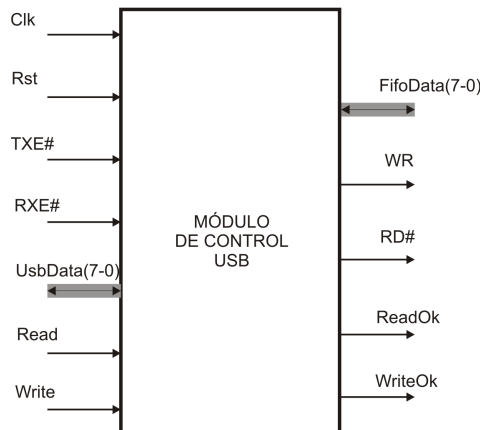 Clk
Rst
TXE#
RXE#
UsbData(7-0)
Read
Write
MÓDULO
DE CONTROL
USB
FifoData(7-0)
WR
RD#
ReadOk
WriteOk